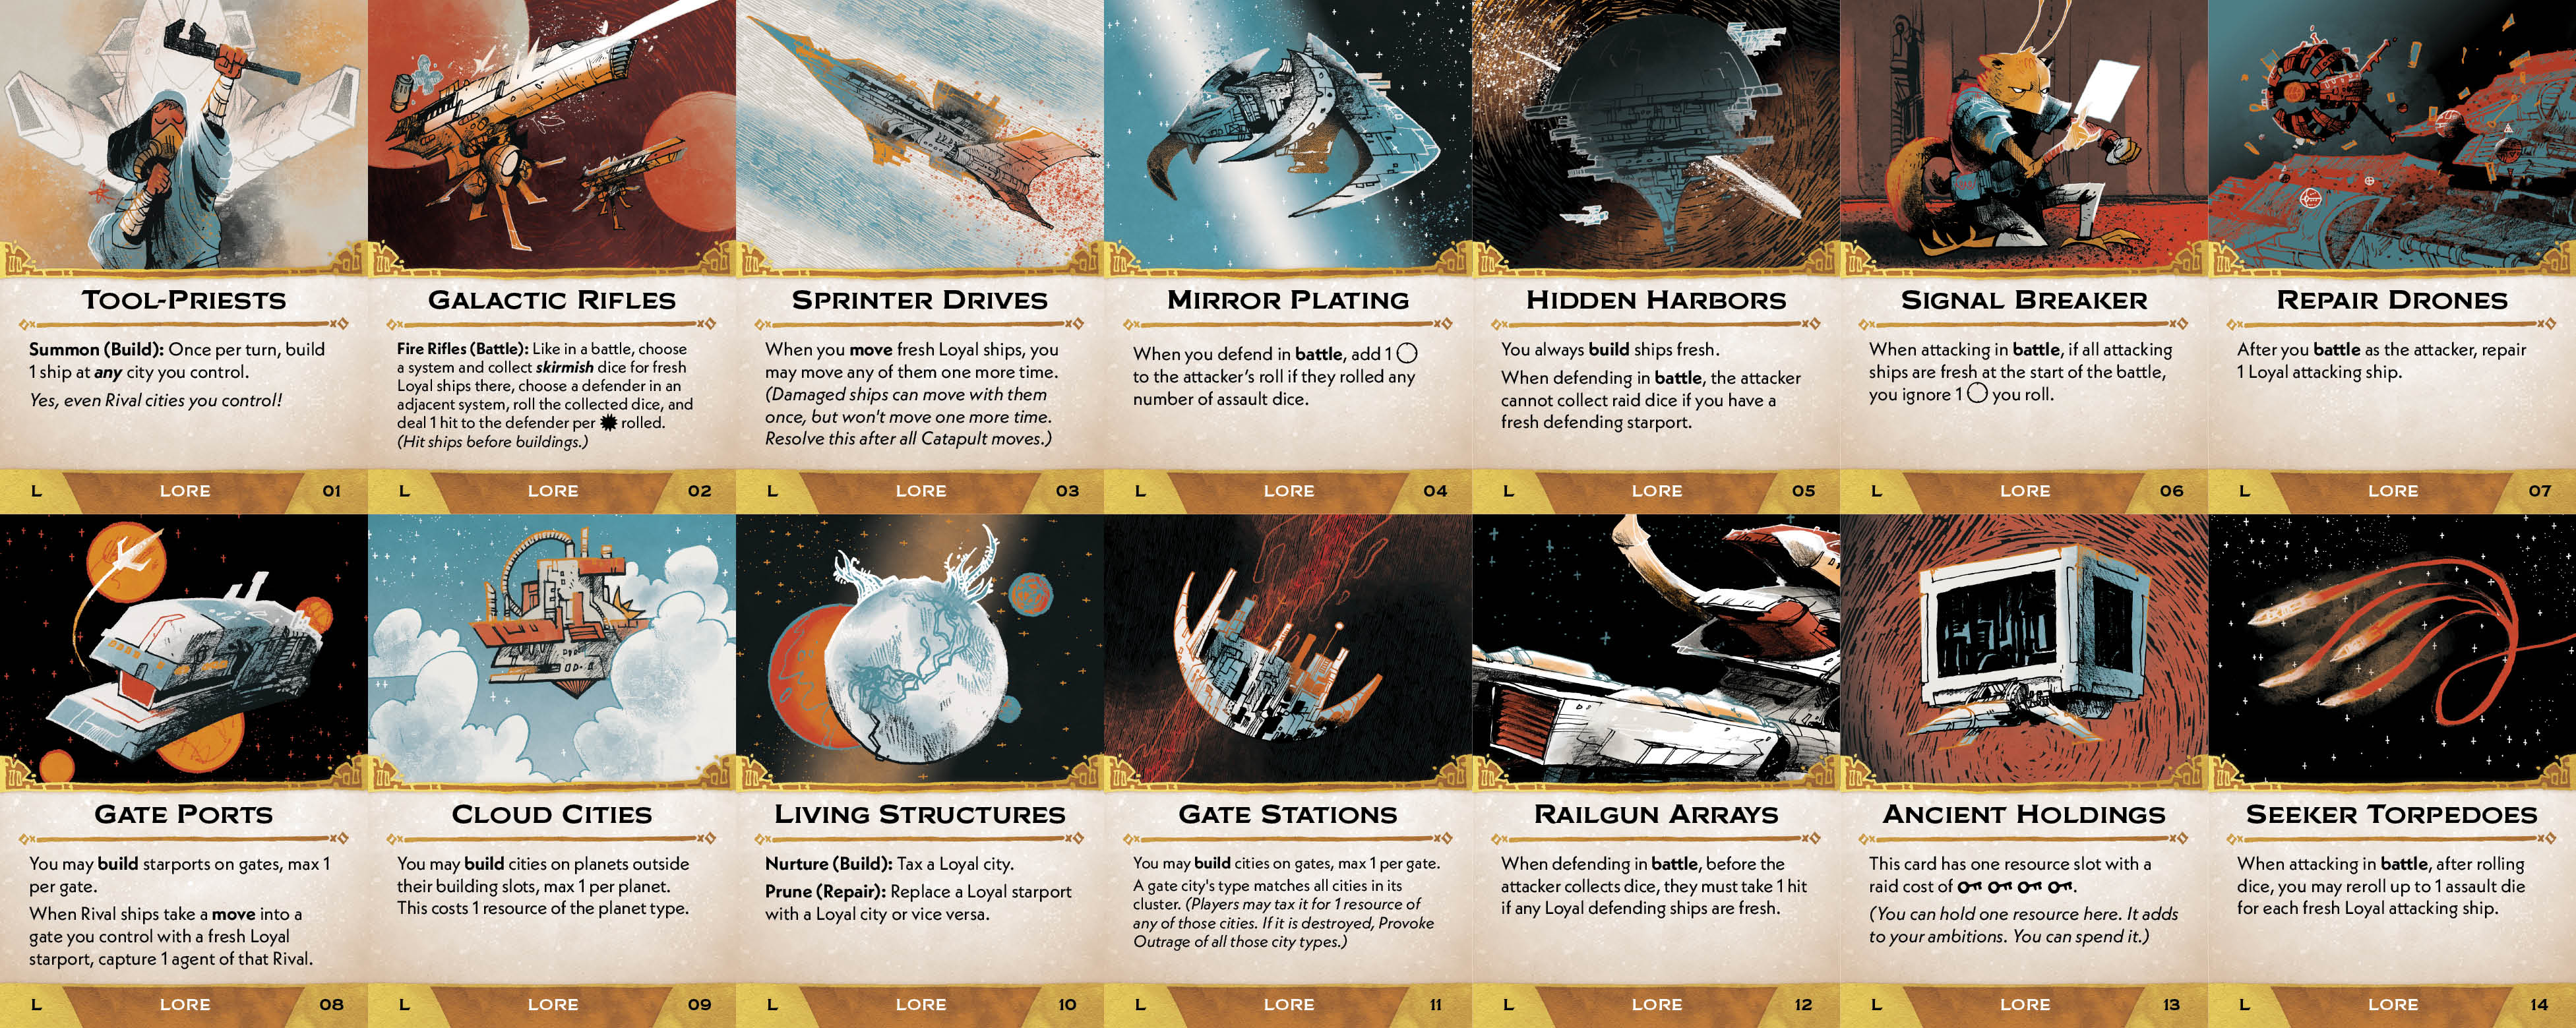 TOOL-PRIESTS
Summon (Build): Once per turn, build
1 ship at any city you control.
Yes, even Rival cities you control!
L LORE 01
GALACTIC RIFLES
Fire Rifles (Battle): Like in a battle, choose
a system and collect skirmish dice for fresh
Loyal ships there, choose a defender in an
adjacent system, roll the collected dice, and
deal 1 hit to the defender per rolled.
(Hit ships before buildings.)
L LORE 02
SPRINTER DRIVES
When you move fresh Loyal ships, you
may move any of them one more time.
(Damaged ships can move with them
once, but won't move one more time.
Resolve this after all Catapult moves.)
L LORE 03
MIRROR PLATING
When you defend in battle, add 1
to the attacker's roll if they rolled any
number of assault dice.
L LORE 04
HIDDEN HARBORS
You always build ships fresh.
When defending in battle, the attacker
cannot collect raid dice if you have a
fresh defending starport.
L LORE 05
SIGNAL BREAKER
When attacking in battle, if all attacking
ships are fresh at the start of the battle,
you ignore 1 you roll.
L LORE 06
REPAIR DRONES
After you battle as the attacker, repair
1 Loyal attacking ship.
L LORE 07
GATE PORTS
You may build starports on gates, max 1
per gate.
When Rival ships take a move into a
gate you control with a fresh Loyal
starport, capture 1 agent of that Rival.
L LORE 08
CLOUD CITIES
You may build cities on planets outside
their building slots, max 1 per planet.
This costs 1 resource of the planet type.
L LORE 09
LIVING STRUCTURES
Nurture (Build): Tax a Loyal city.
Prune (Repair): Replace a Loyal starport
with a Loyal city or vice versa.
L LORE 10
GATE STATIONS
You may build cities on gates, max 1 per gate.
A gate city's type matches all cities in its
cluster. (Players may tax it for 1 resource of
any of those cities. If it is destroyed, Provoke
Outrage of all those city types.)
L LORE 11
RAILGUN ARRAYS
When defending in battle, before the
attacker collects dice, they must take 1 hit
if any Loyal defending ships are fresh.
L LORE 12
ANCIENT HOLDINGS
This card has one resource slot with a
raid cost of .
(You can hold one resource here. It adds
to your ambitions. You can spend it.)
L LORE 13
SEEKER TORPEDOES
When attacking in battle, after rolling
dice, you may reroll up to 1 assault die
for each fresh Loyal attacking ship.
L LORE 14